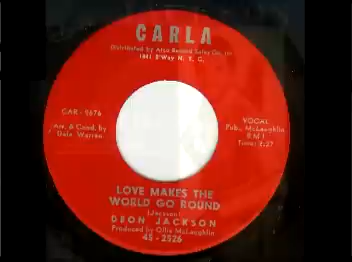 CARLA
Distributed by Atco Record Sales Co.
1841 B'Way N. Y. C.
CAR - 2676
Arr. & Cond. by
Dale Warren
VOCAL
Pub., McLaughlin
BMI
Time: 2:27
LOVE MAKES THE
WORLD GO ROUND
(Jackson)
DEON JACKSON
Produced by Ollie McLaughlin
45 - 2526